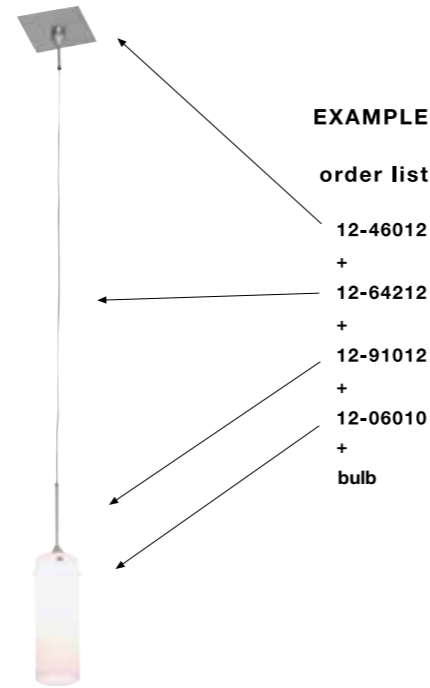 EXAMPLE
order list
12-46012
+
12-64212
+
12-91012
+
12-06010
+
bulb